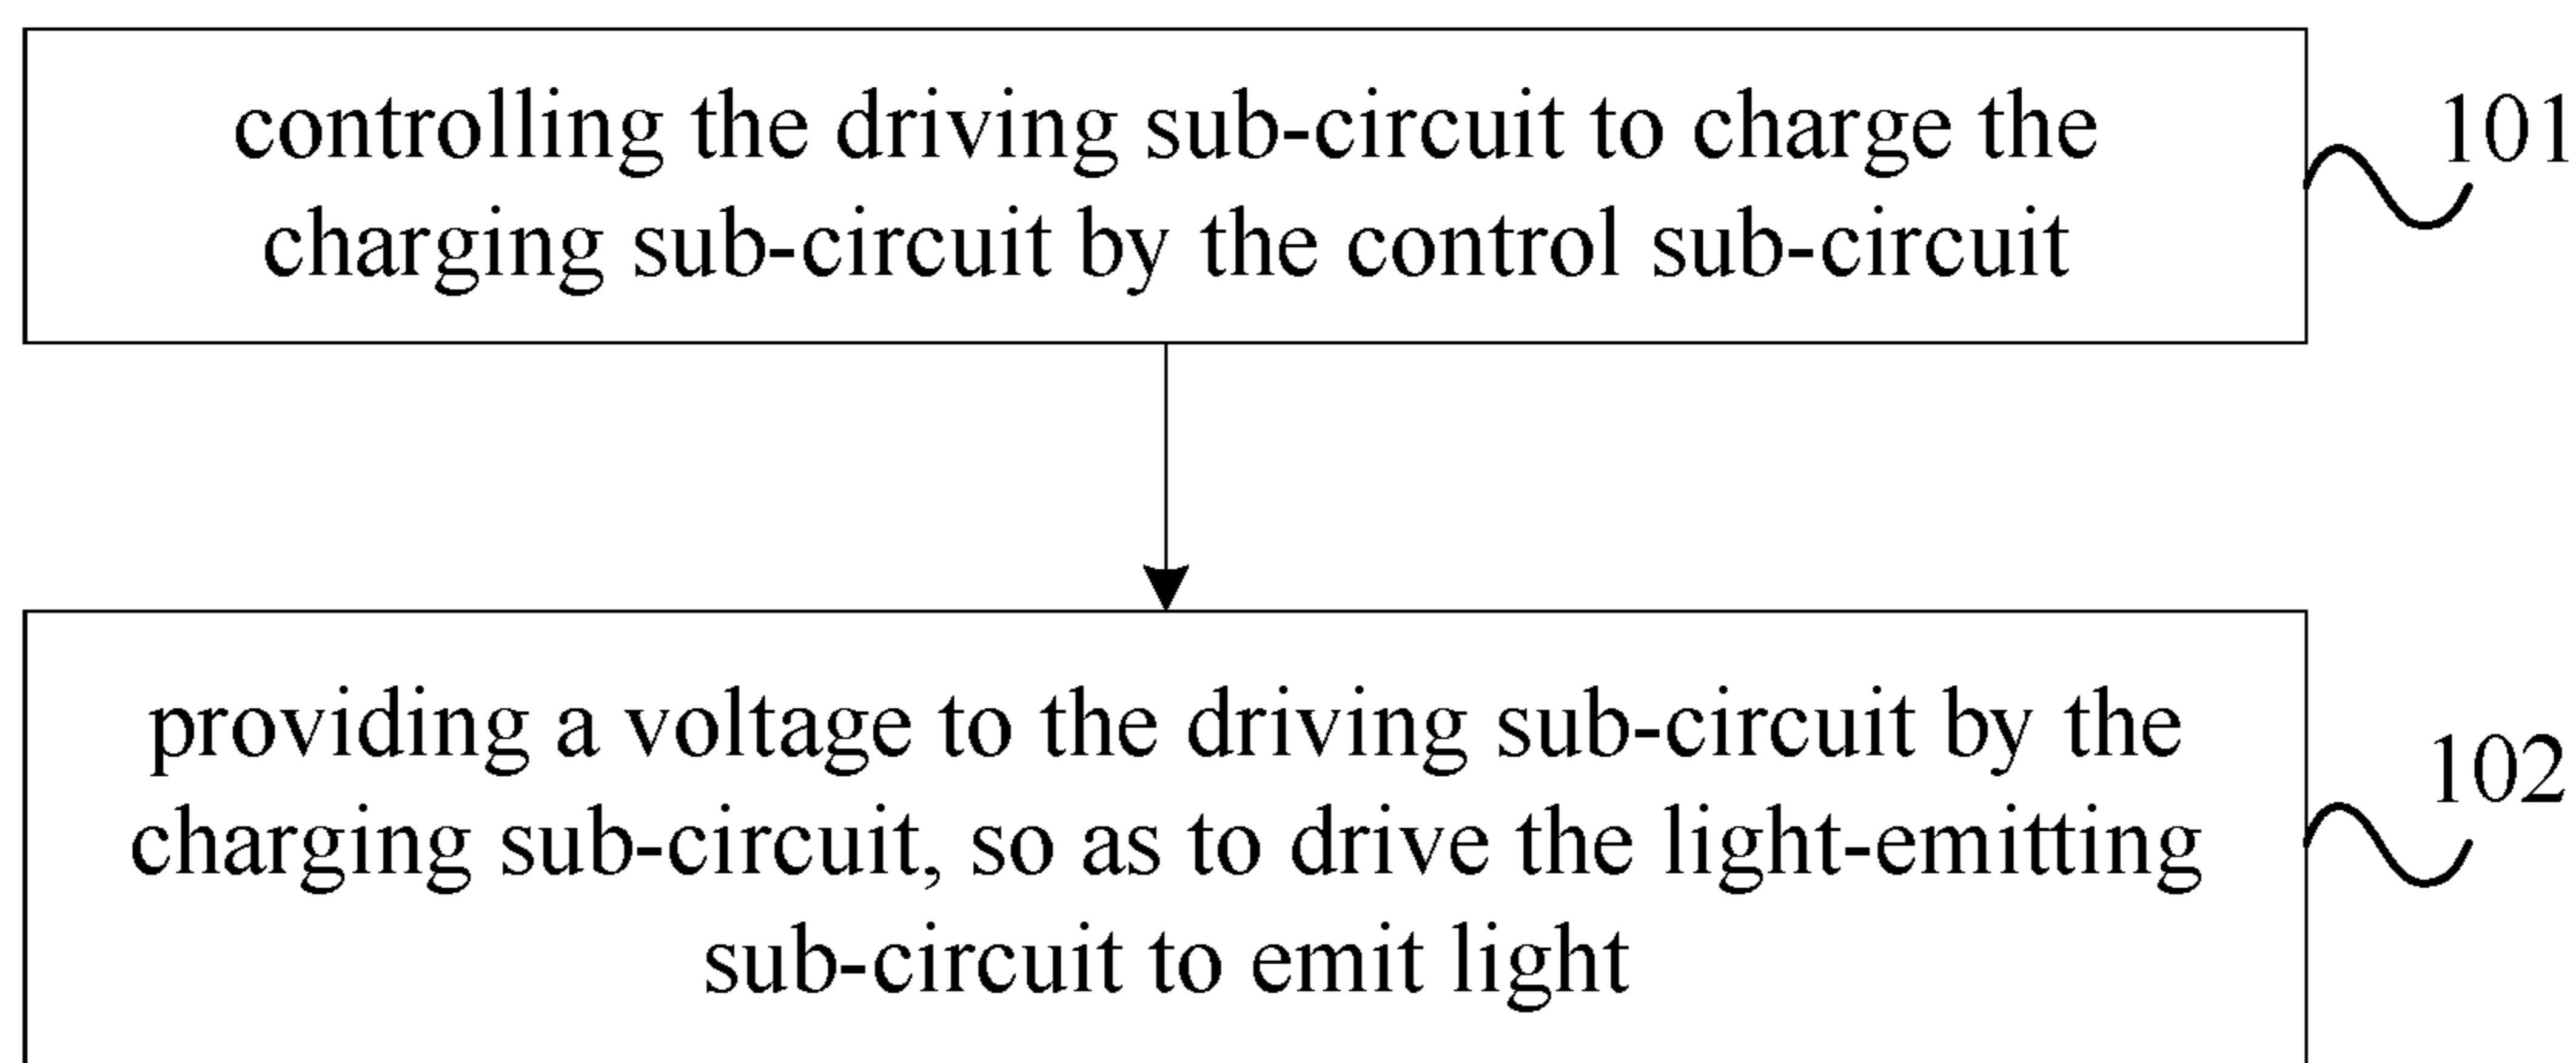 controlling the driving sub-circuit to charge the
charging sub-circuit by the control sub-circuit
101
providing a voltage to the driving sub-circuit by the
charging sub-circuit, so as to drive the light-emitting
sub-circuit to emit light
102